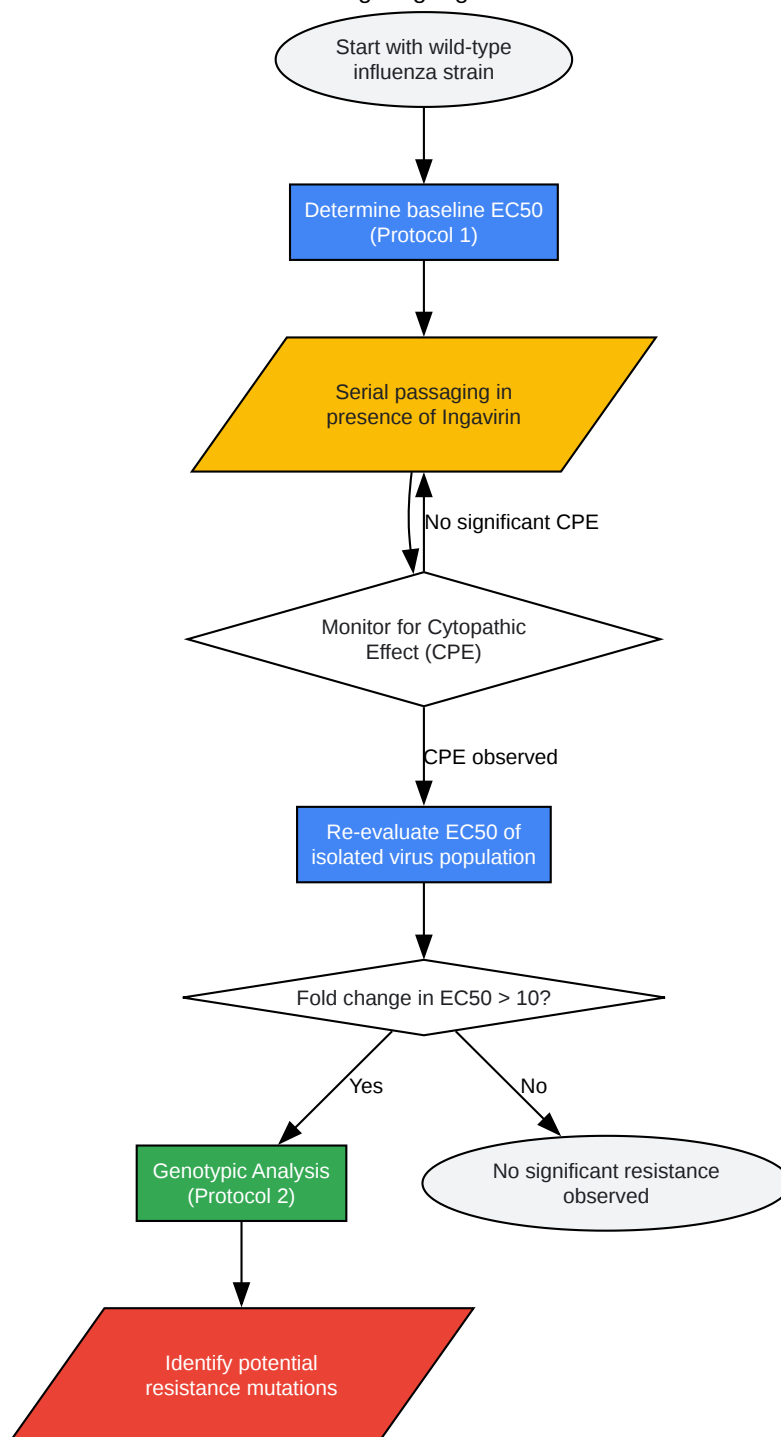 Start with wild-type
influenza strain
Determine baseline EC50
(Protocol 1)
Serial passaging in
presence of Ingavirin
No significant CPE
Monitor for Cytopathic
Effect (CPE)
CPE observed
Re-evaluate EC50 of
isolated virus population
Fold change in EC50 > 10?
Yes
No
Genotypic Analysis
(Protocol 2)
No significant resistance
observed
Identify potential
resistance mutations